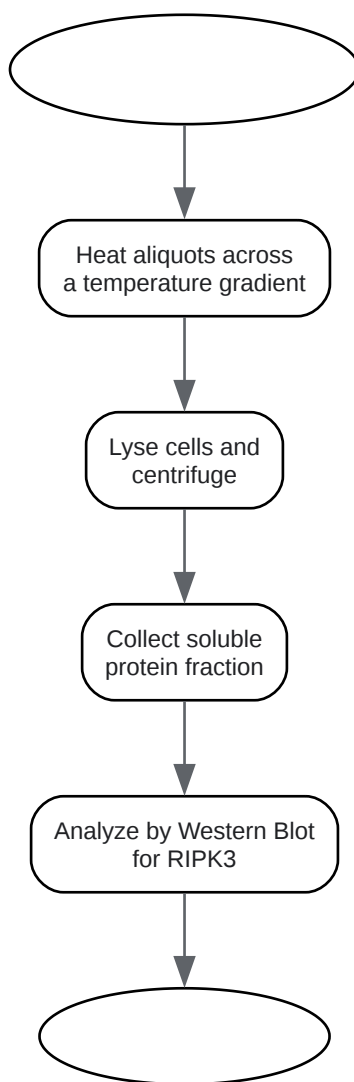 Heat aliquots across
a temperature gradient
Lyse cells and
centrifuge
Collect soluble
protein fraction
Analyze by Western Blot
for RIPK3